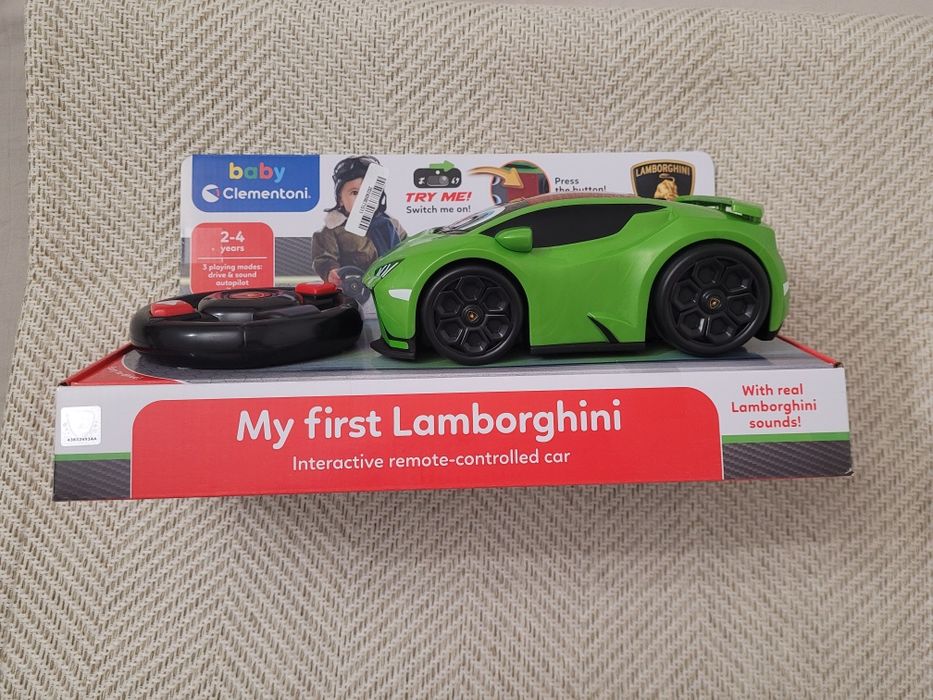 baby
Clementoni.
TRY ME!
Switch me on!
Press
the button!
LAMBORGHINI
2-4
years
3 playing modes:
drive & sound
autopilot
My first Lamborghini
Interactive remote-controlled car
With real
Lamborghini
sounds!